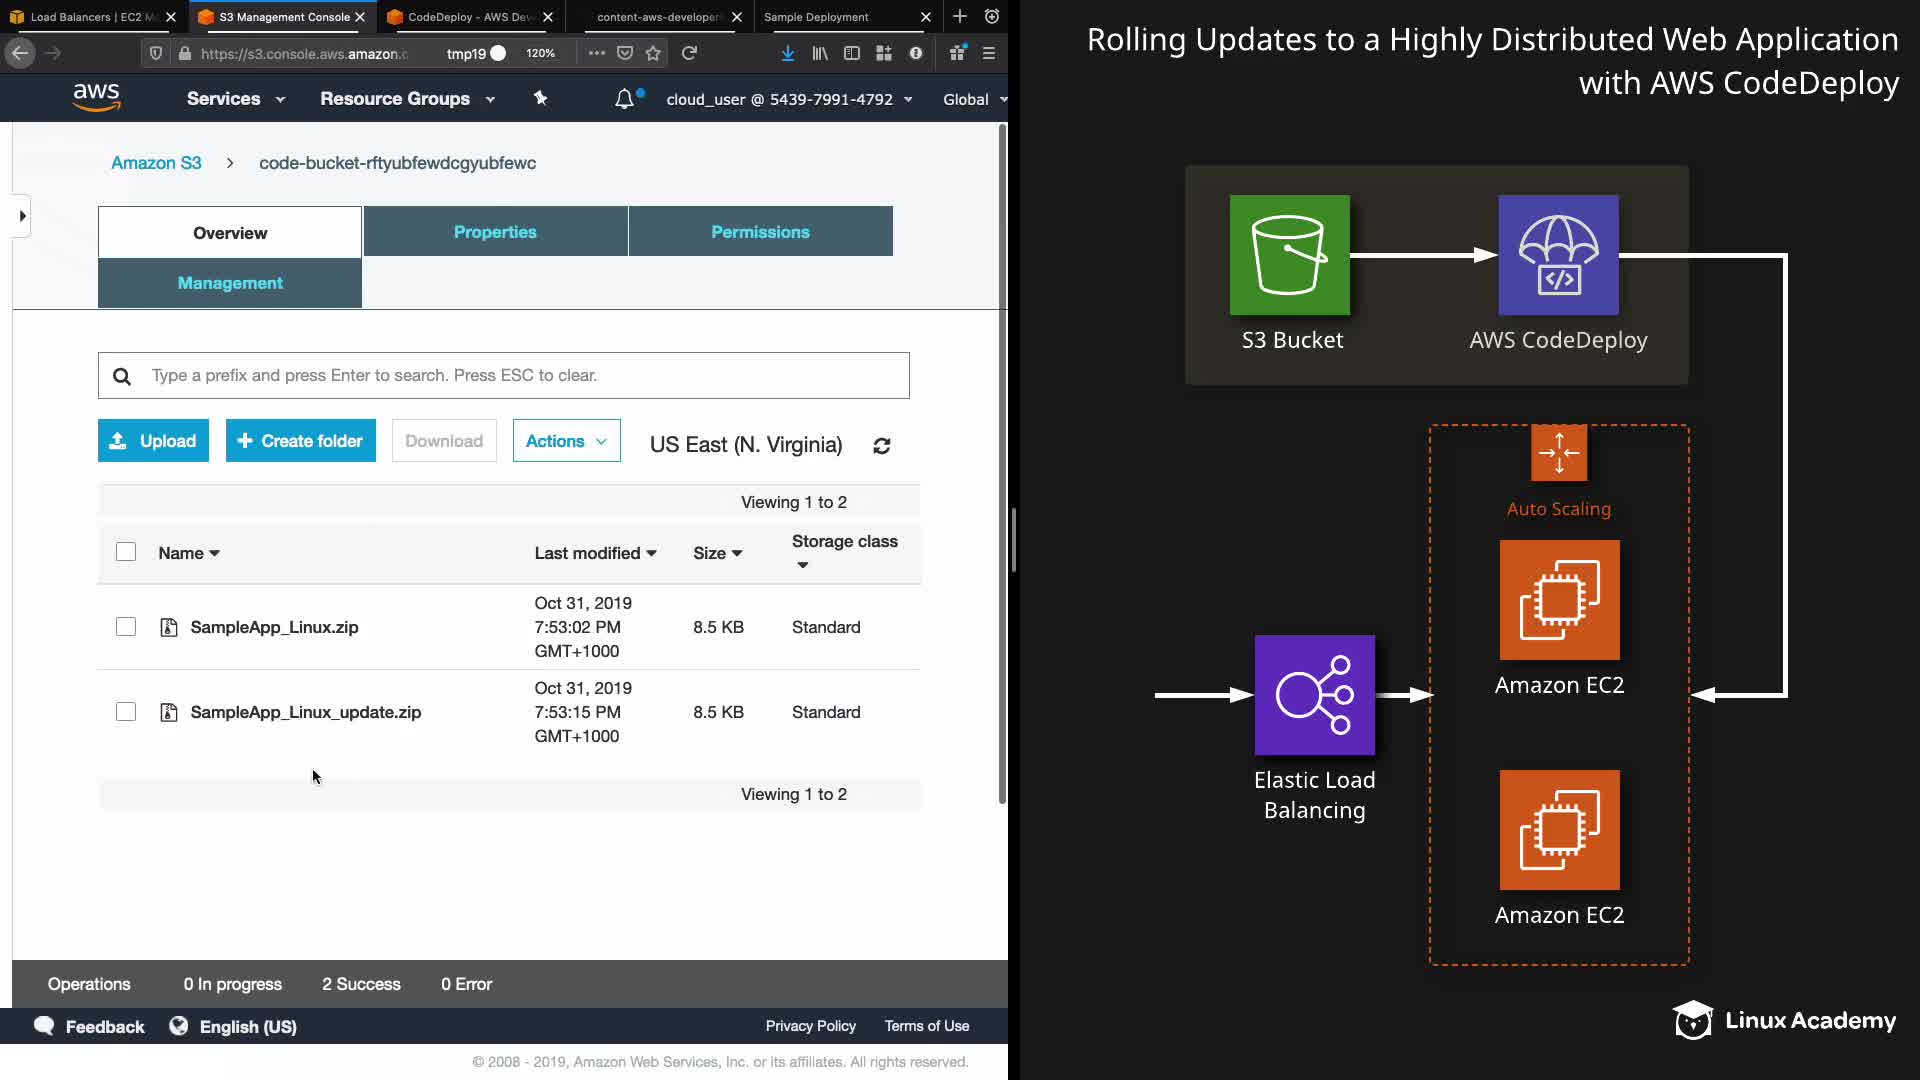 Load Balancers | EC2 M
S3 Management Console
CodeDeploy - AWS Dev
content-aws-developer
Sample Deployment
https://s3.console.aws.amazon.c
tmp19
120%
aws
Services
Resource Groups
cloud_user @ 5439-7991-4792
Global
Amazon S3
code-bucket-rftyubfewdcgyubfewc
Overview
Properties
Permissions
Management
Type a prefix and press Enter to search. Press ESC to clear.
Upload
Create folder
Download
Actions
US East (N. Virginia)
Viewing 1 to 2
Name
Last modified
Size
Storage class
SampleApp_Linux.zip
Oct 31, 2019
7:53:02 PM
GMT+1000
8.5 KB
Standard
SampleApp_Linux_update.zip
Oct 31, 2019
7:53:15 PM
GMT+1000
8.5 KB
Standard
Viewing 1 to 2
Operations
0 In progress
2 Success
0 Error
Feedback
English (US)
Privacy Policy
Terms of Use
© 2008 - 2019, Amazon Web Services, Inc. or its affiliates. All rights reserved.
Rolling Updates to a Highly Distributed Web Application
with AWS CodeDeploy
S3 Bucket
</>
AWS CodeDeploy
Auto Scaling
Amazon EC2
Elastic Load
Balancing
Amazon EC2
Linux Academy